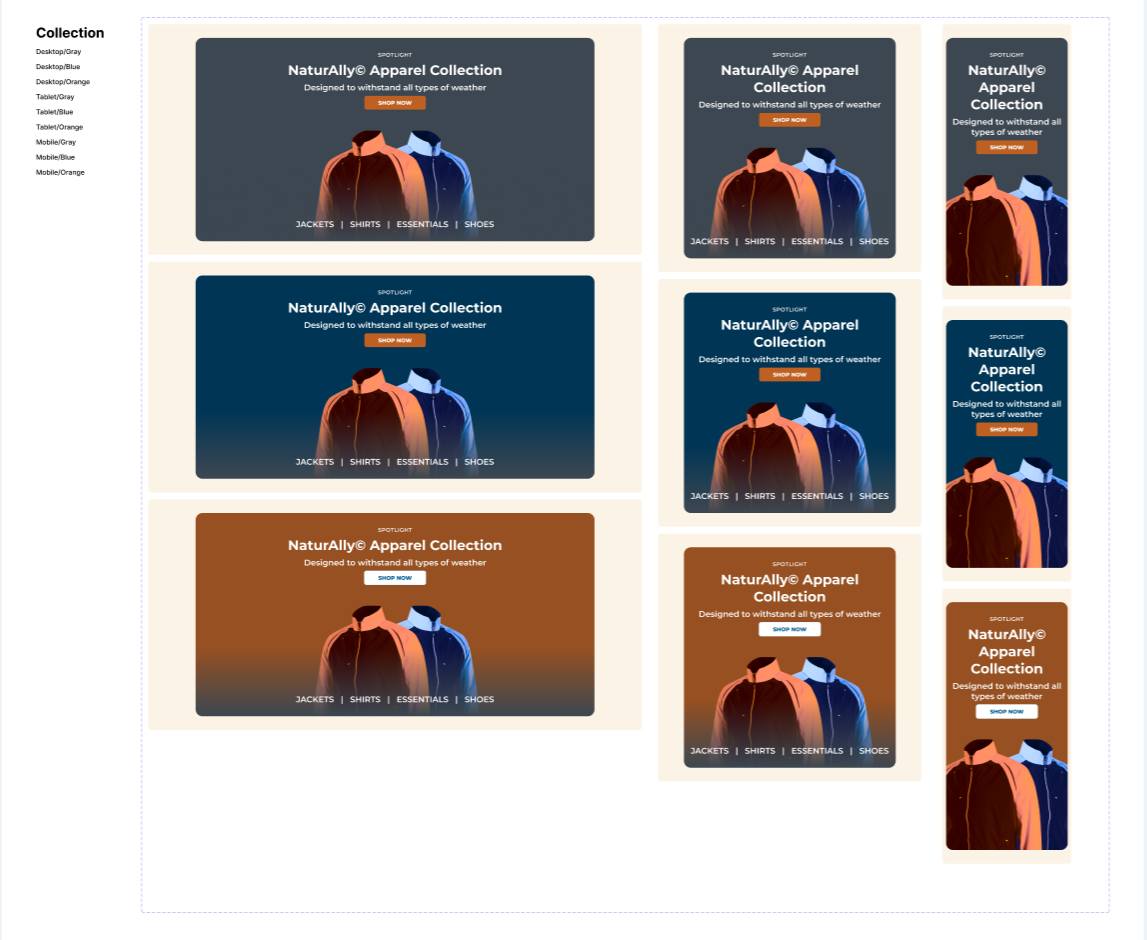 Collection
Desktop/Gray
Desktop/Blue
Desktop/Orange
Tablet/Gray
Tablet/Blue
Tablet/Orange
Mobile/Gray
Mobile/Blue
Mobile/Orange
SPOTLIGHT
NaturAlly© Apparel Collection
Designed to withstand all types of weather
SHOP NOW
JACKETS | SHIRTS | ESSENTIALS | SHOES
SPOTLIGHT
NaturAlly© Apparel Collection
Designed to withstand all types of weather
SHOP NOW
JACKETS | SHIRTS | ESSENTIALS | SHOES
SPOTLIGHT
NaturAlly© Apparel Collection
Designed to withstand all types of weather
SHOP NOW
JACKETS | SHIRTS | ESSENTIALS | SHOES
SPOTLIGHT
NaturAlly© Apparel
Collection
Designed to withstand all types of weather
SHOP NOW
JACKETS | SHIRTS | ESSENTIALS | SHOES
SPOTLIGHT
NaturAlly© Apparel
Collection
Designed to withstand all types of weather
SHOP NOW
JACKETS | SHIRTS | ESSENTIALS | SHOES
SPOTLIGHT
NaturAlly© Apparel
Collection
Designed to withstand all types of weather
SHOP NOW
JACKETS | SHIRTS | ESSENTIALS | SHOES
SPOTLIGHT
NaturAlly©
Apparel
Collection
Designed to withstand all
types of weather
SHOP NOW
SPOTLIGHT
NaturAlly©
Apparel
Collection
Designed to withstand all
types of weather
SHOP NOW
SPOTLIGHT
NaturAlly©
Apparel
Collection
Designed to withstand all
types of weather
SHOP NOW